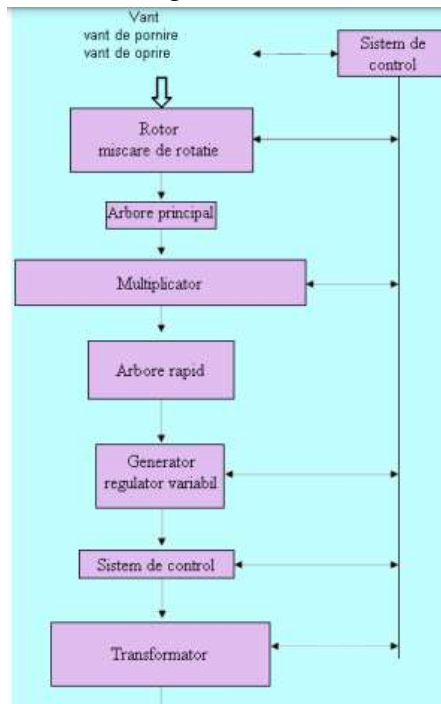 Vant
vant de pornire
vant de oprire
Sistem de
control
Rotor
miscare de rotatie
Arbore principal
Multiplicator
Arbore rapid
Generator
regulator variabil
Sistem de control
Transformator